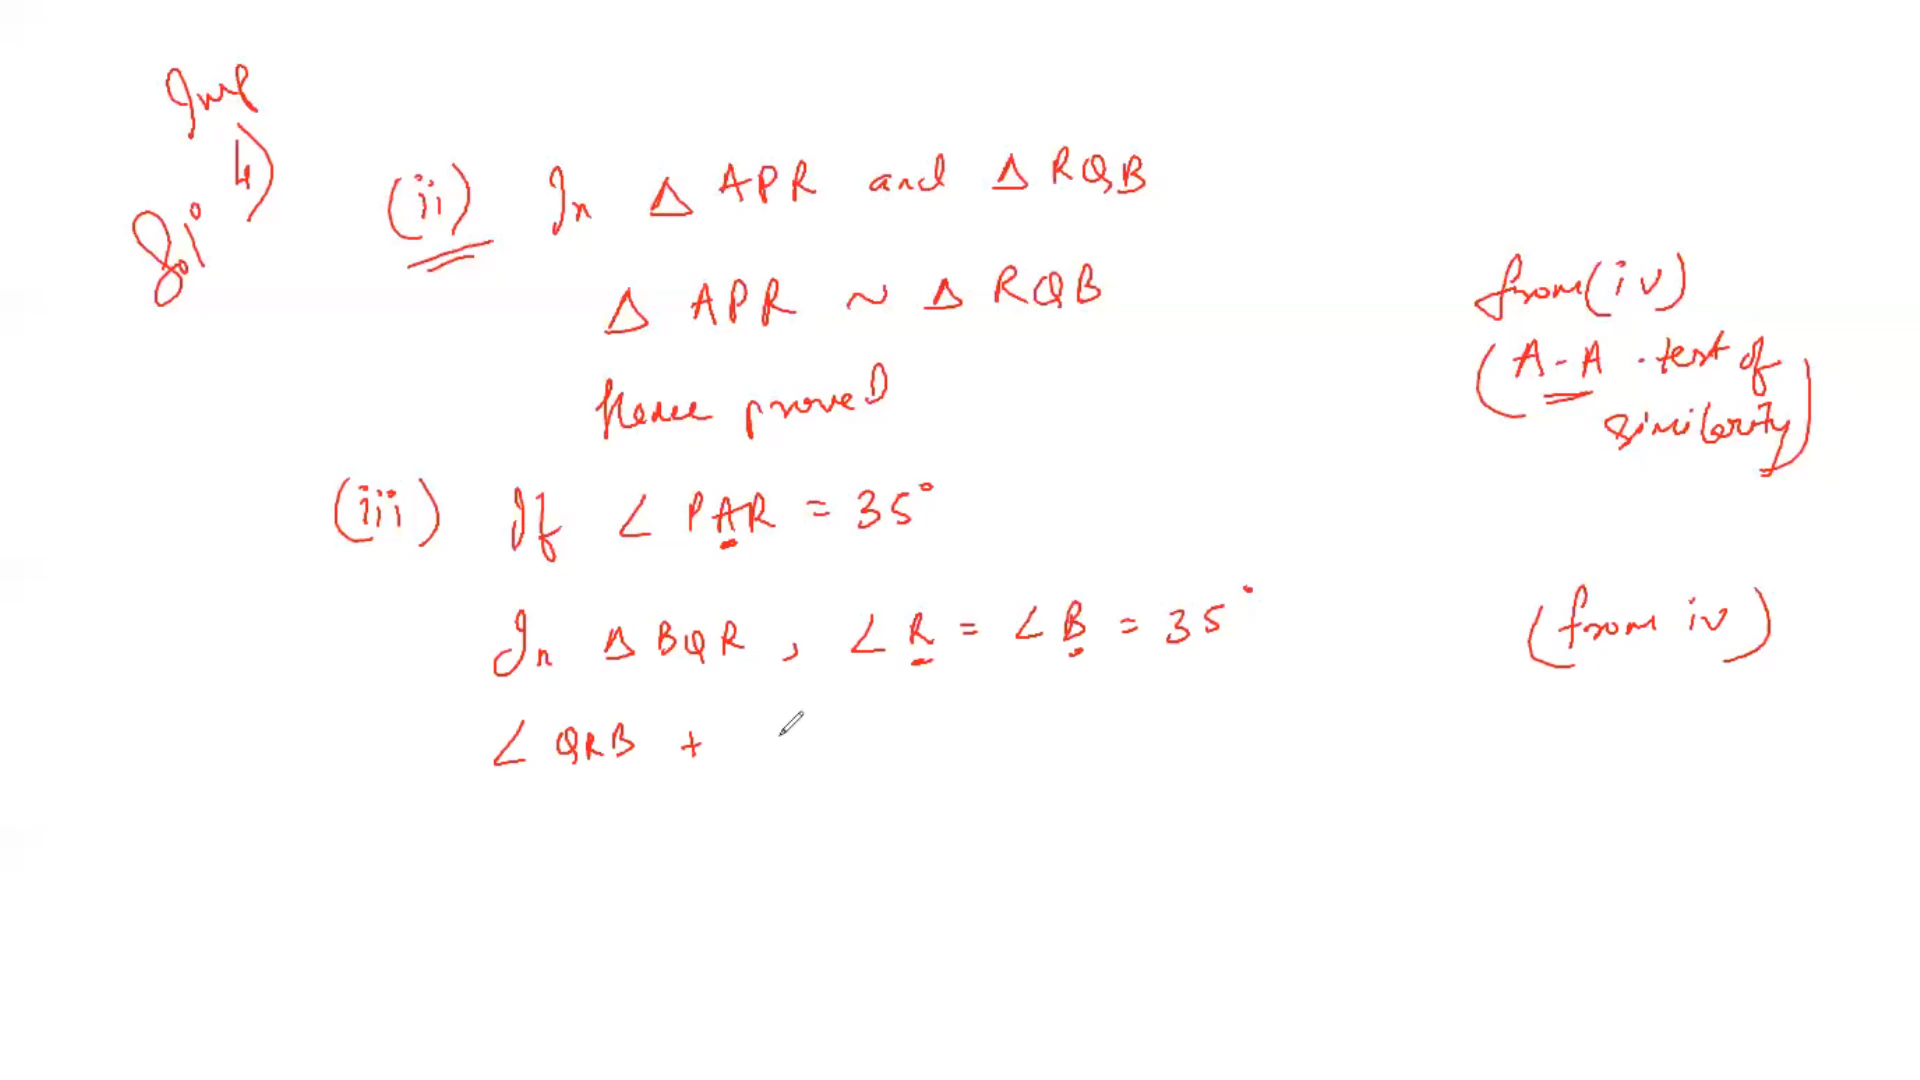 Imp
4)
Sol°
(ii) In Δ APR and Δ RQB
Δ APR ~ Δ RQB
from (iv)
(A-A . test of similarity)
Hence proved
(iii) If ∠ PAR = 35°
In Δ BQR , ∠ R = ∠ B = 35°
(from iv)
∠ QRB +